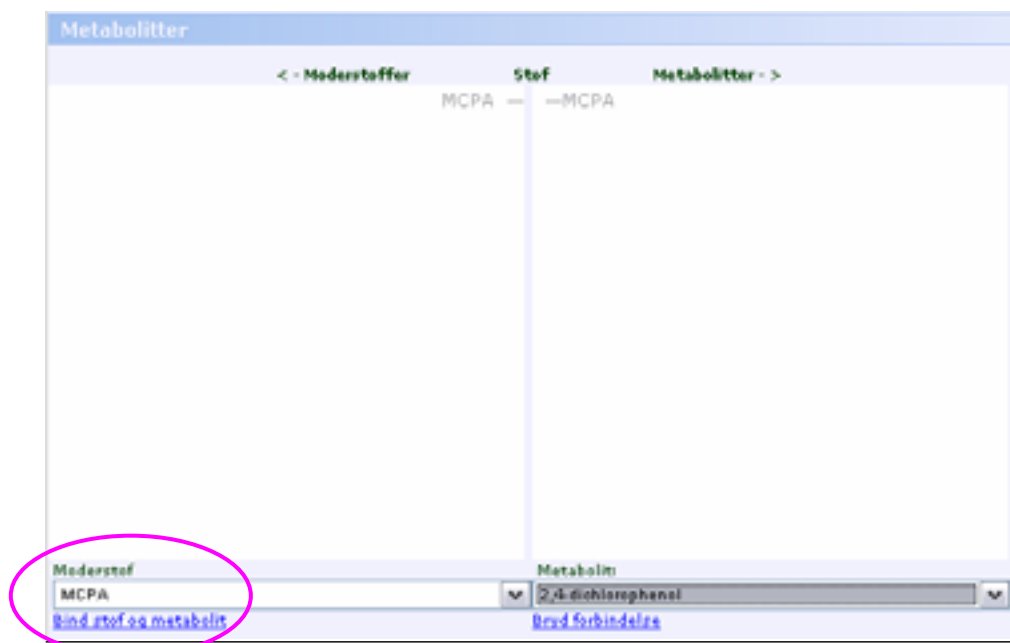 Metabolitter
< - Moderstoffer Stof Metabolitter - >
MCPA — —MCPA
Moderstof Metabolit:
MCPA 2,4-dichlorophenol
Bind stof og metabolit Bryd forbindelse